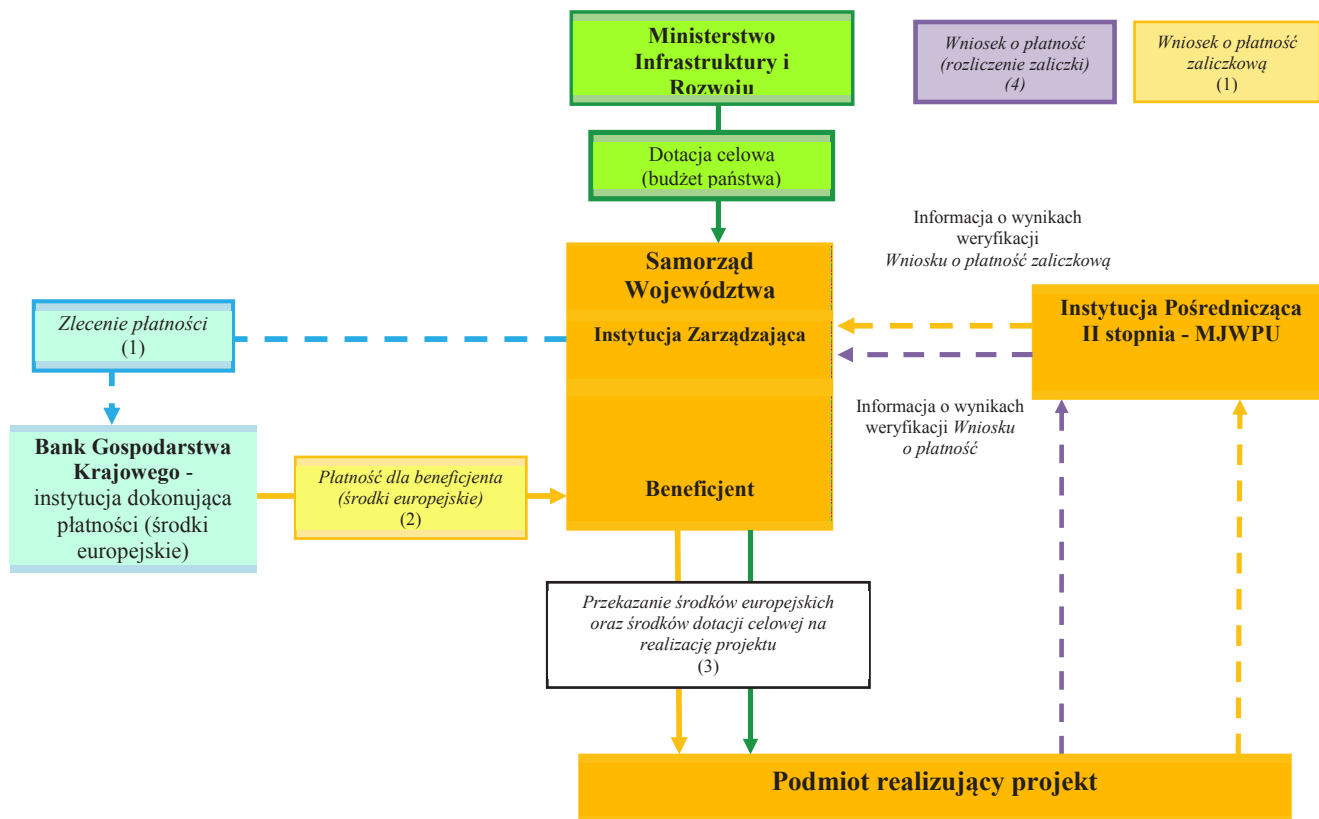 Ministerstwo
Infrastruktury i
Rozwoju
Wniosek o płatność
(rozliczenie zaliczki)
(4)
Wniosek o płatność
zaliczkową
(1)
Dotacja celowa
(budżet państwa)
Informacja o wynikach
weryfikacji
Wniosku o płatność zaliczkową
Samorząd
Województwa
Instytucja Zarządzająca
Beneficjent
Instytucja Pośrednicząca
II stopnia - MJWPU
Zlecenie płatności
(1)
Informacja o wynikach
weryfikacji Wniosku
o płatność
Bank Gospodarstwa
Krajowego -
instytucja dokonująca
płatności (środki
europejskie)
Płatność dla beneficjenta
(środki europejskie)
(2)
Przekazanie środków europejskich
oraz środków dotacji celowej na
realizację projektu
(3)
Podmiot realizujący projekt